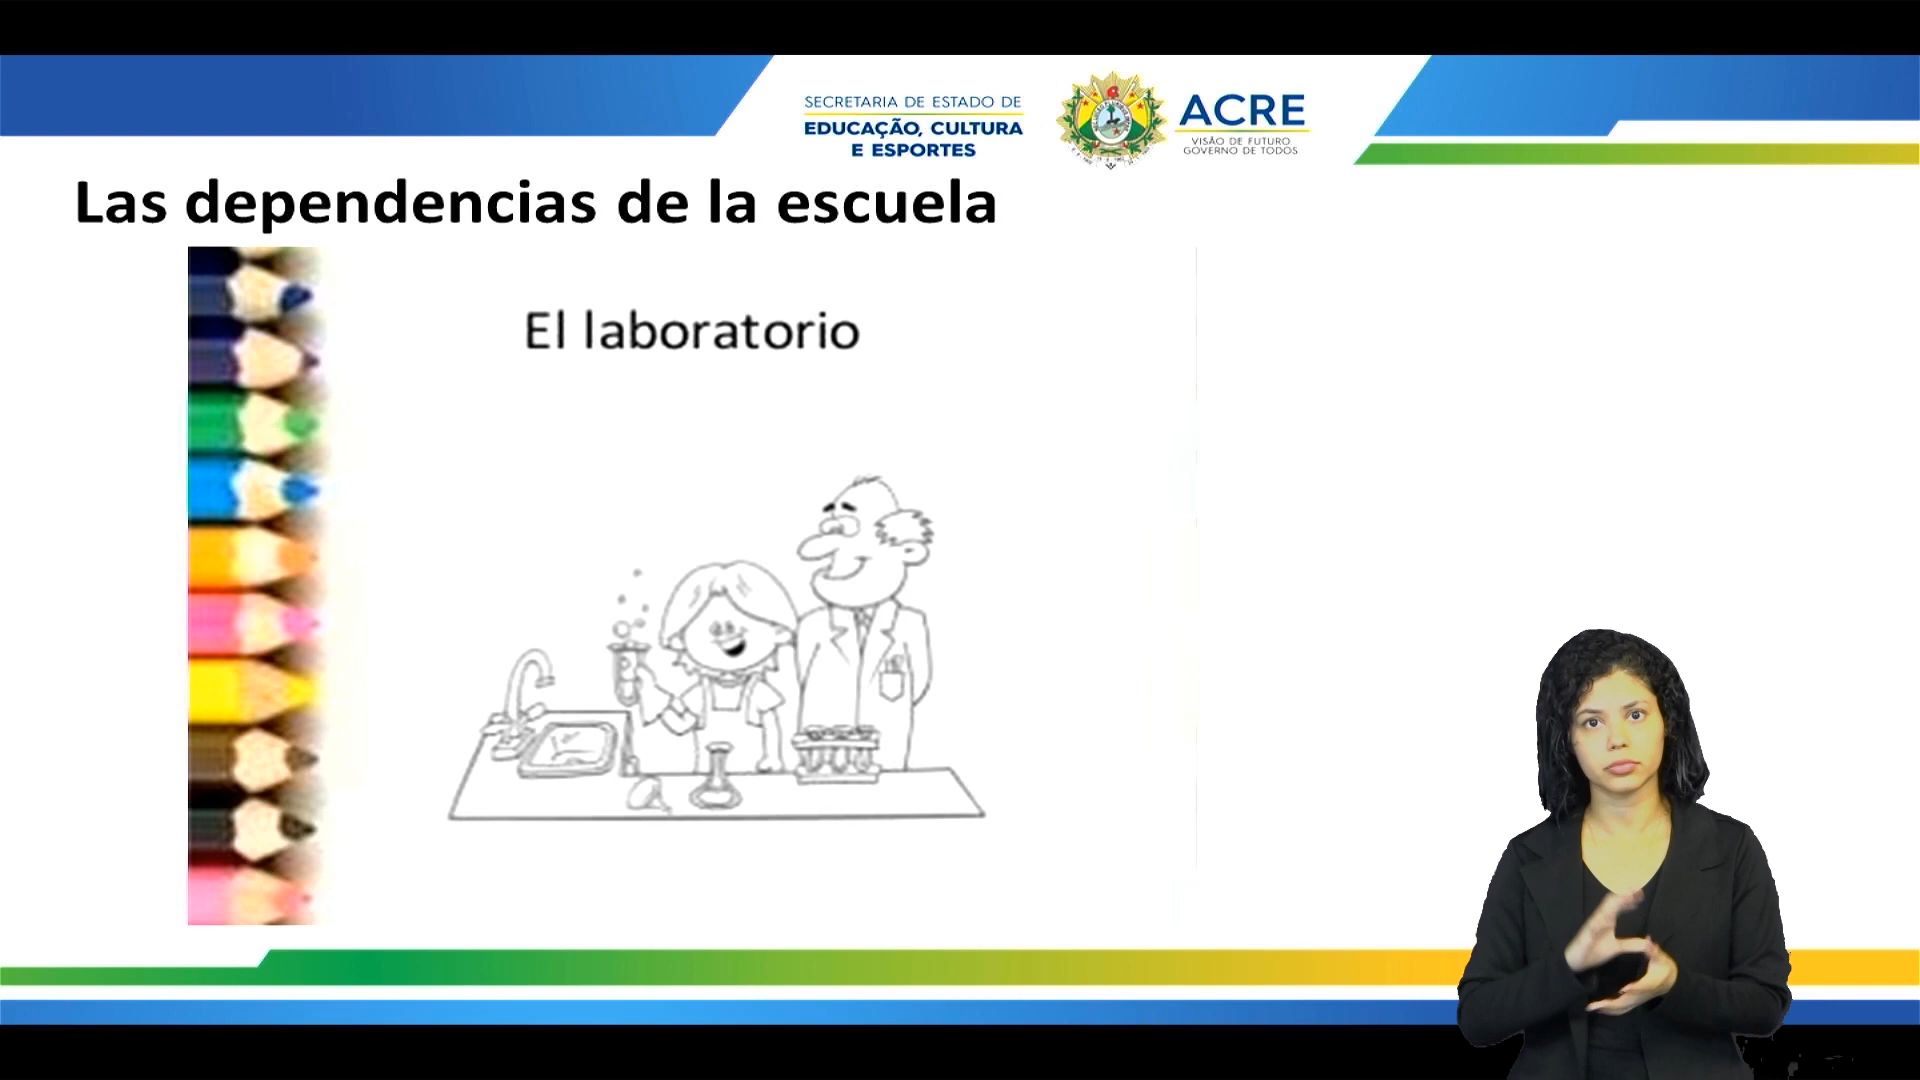 SECRETARIA DE ESTADO DE
EDUCAÇÃO, CULTURA
E ESPORTES
ACRE
VISÃO DE FUTURO
GOVERNO DE TODOS
Las dependencias de la escuela
El laboratorio